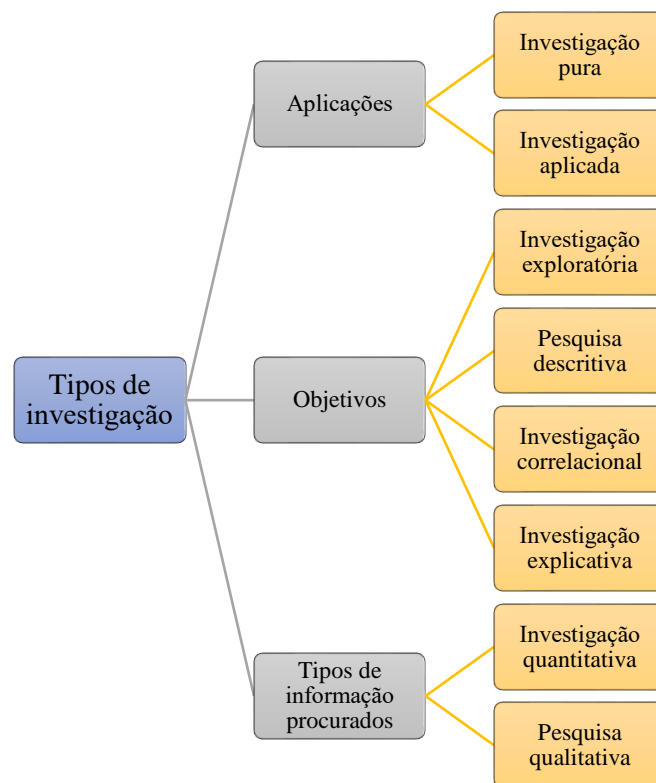 Tipos de
investigação
Aplicações
Investigação
pura
Investigação
aplicada
Objetivos
Investigação
exploratória
Pesquisa
descritiva
Investigação
correlacional
Investigação
explicativa
Tipos de
informação
procurados
Investigação
quantitativa
Pesquisa
qualitativa